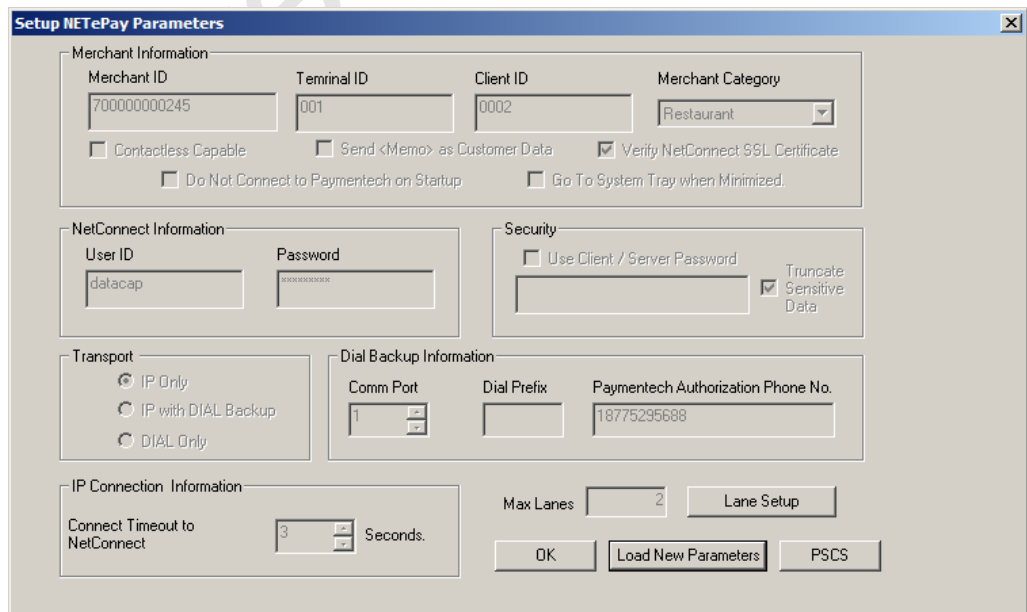 Setup NETePay Parameters
Merchant Information
Merchant ID Temrinal ID Client ID Merchant Category
700000000245 001 0002 Restaurant
Contactless Capable Send <Memo> as Customer Data Verify NetConnect SSL Certificate
Do Not Connect to Paymentech on Startup Go To System Tray when Minimized.
NetConnect Information
User ID Password
datacap *********
Security
Use Client / Server Password
Truncate
Sensitive
Data
Transport
IP Only
IP with DIAL Backup
DIAL Only
Dial Backup Information
Comm Port Dial Prefix Paymentech Authorization Phone No.
1 18775295688
IP Connection Information
Connect Timeout to
NetConnect
3 Seconds.
Max Lanes 2 Lane Setup
OK Load New Parameters PSCS